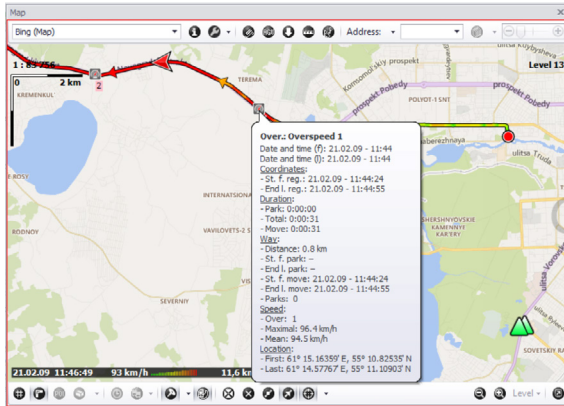 Map
Bing (Map)
Address:
1 : 83 756
Level 13
0 2 km
2
KREMENKUL
TEREMA
Komsomol'skiy prospekt
prospekt Pobedy
prospekt Pobedy
POLYOT-1 SNT
ulitsa Truda
Over.: Overspeed 1
Date and time (f): 21.02.09 - 11:44
Date and time (l): 21.02.09 - 11:44
Coordinates:
- St. f. reg.: 21.02.09 - 11:44:24
- End l. reg.: 21.02.09 - 11:44:55
Duration:
- Park: 0:00:00
- Total: 0:00:31
- Move: 0:00:31
Way:
- Distance: 0.8 km
- St. f. park: --
- End l. park: --
- St. f. move: 21.02.09 - 11:44:24
- End l. move: 21.02.09 - 11:44:55
- Parks: 0
Speed:
- Over: 1
- Maximal: 96.4 km/h
- Mean: 94.5 km/h
Location:
- First: 61° 15.16359' E, 55° 10.82535' N
- Last: 61° 14.57767' E, 55° 11.10903' N
SHERSHNYOVSKIE
KAMENNYE
KAR'ERY
VAVILOVETS-2 S
SEVERNIY
SOVETSKIY RA
21.02.09 11:46:49 93 km/h 11,6 k
Level